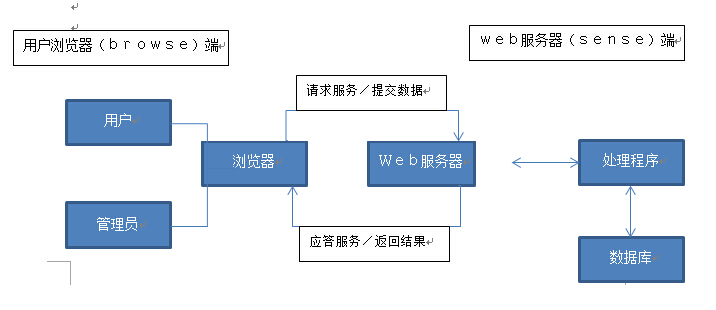 用户浏览器（browse）端
web服务器（sense）端
请求服务／提交数据
用户
浏览器
Web服务器
处理程序
管理员
应答服务／返回结果
数据库